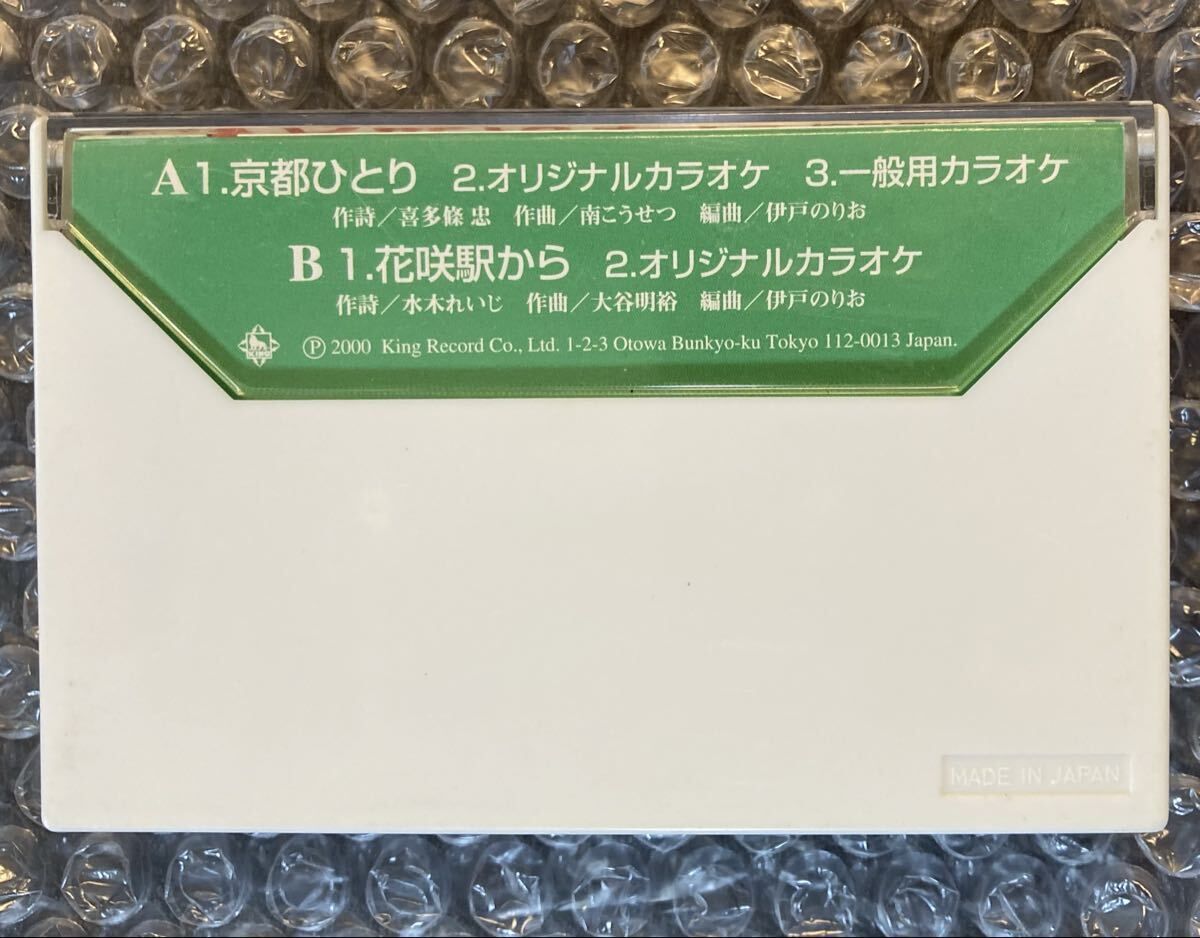 A 1.京都ひとり 2.オリジナルカラオケ 3.一般用カラオケ
作詩／喜多條 忠 作曲／南こうせつ 編曲／伊戸のりお
B 1.花咲駅から 2.オリジナルカラオケ
作詩／水木れいじ 作曲／大谷明裕 編曲／伊戸のりお
KING Ⓟ 2000 King Record Co., Ltd. 1-2-3 Otowa Bunkyo-ku Tokyo 112-0013 Japan.
MADE IN JAPAN